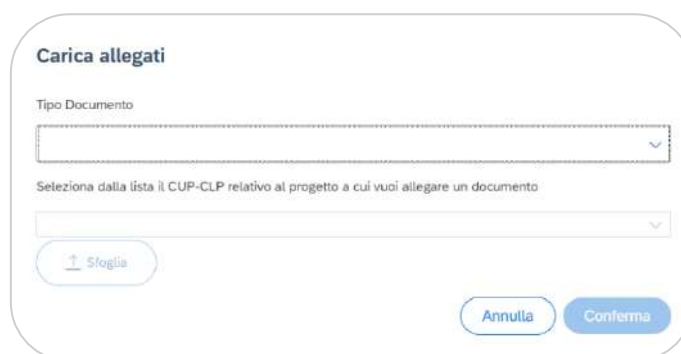 Carica allegati
Tipo Documento
Seleziona dalla lista il CUP-CLP relativo al progetto a cui vuoi allegare un documento
Sfoglia
Annulla Conferma